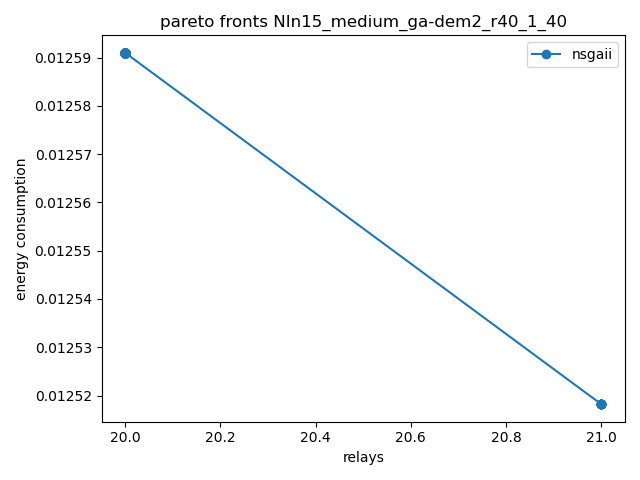 pareto fronts NIn15_medium_ga-dem2_r40_1_40
nsgaii
energy consumption
0.01259
0.01258
0.01257
0.01256
0.01255
0.01254
0.01253
0.01252
20.0 20.2 20.4 20.6 20.8 21.0
relays